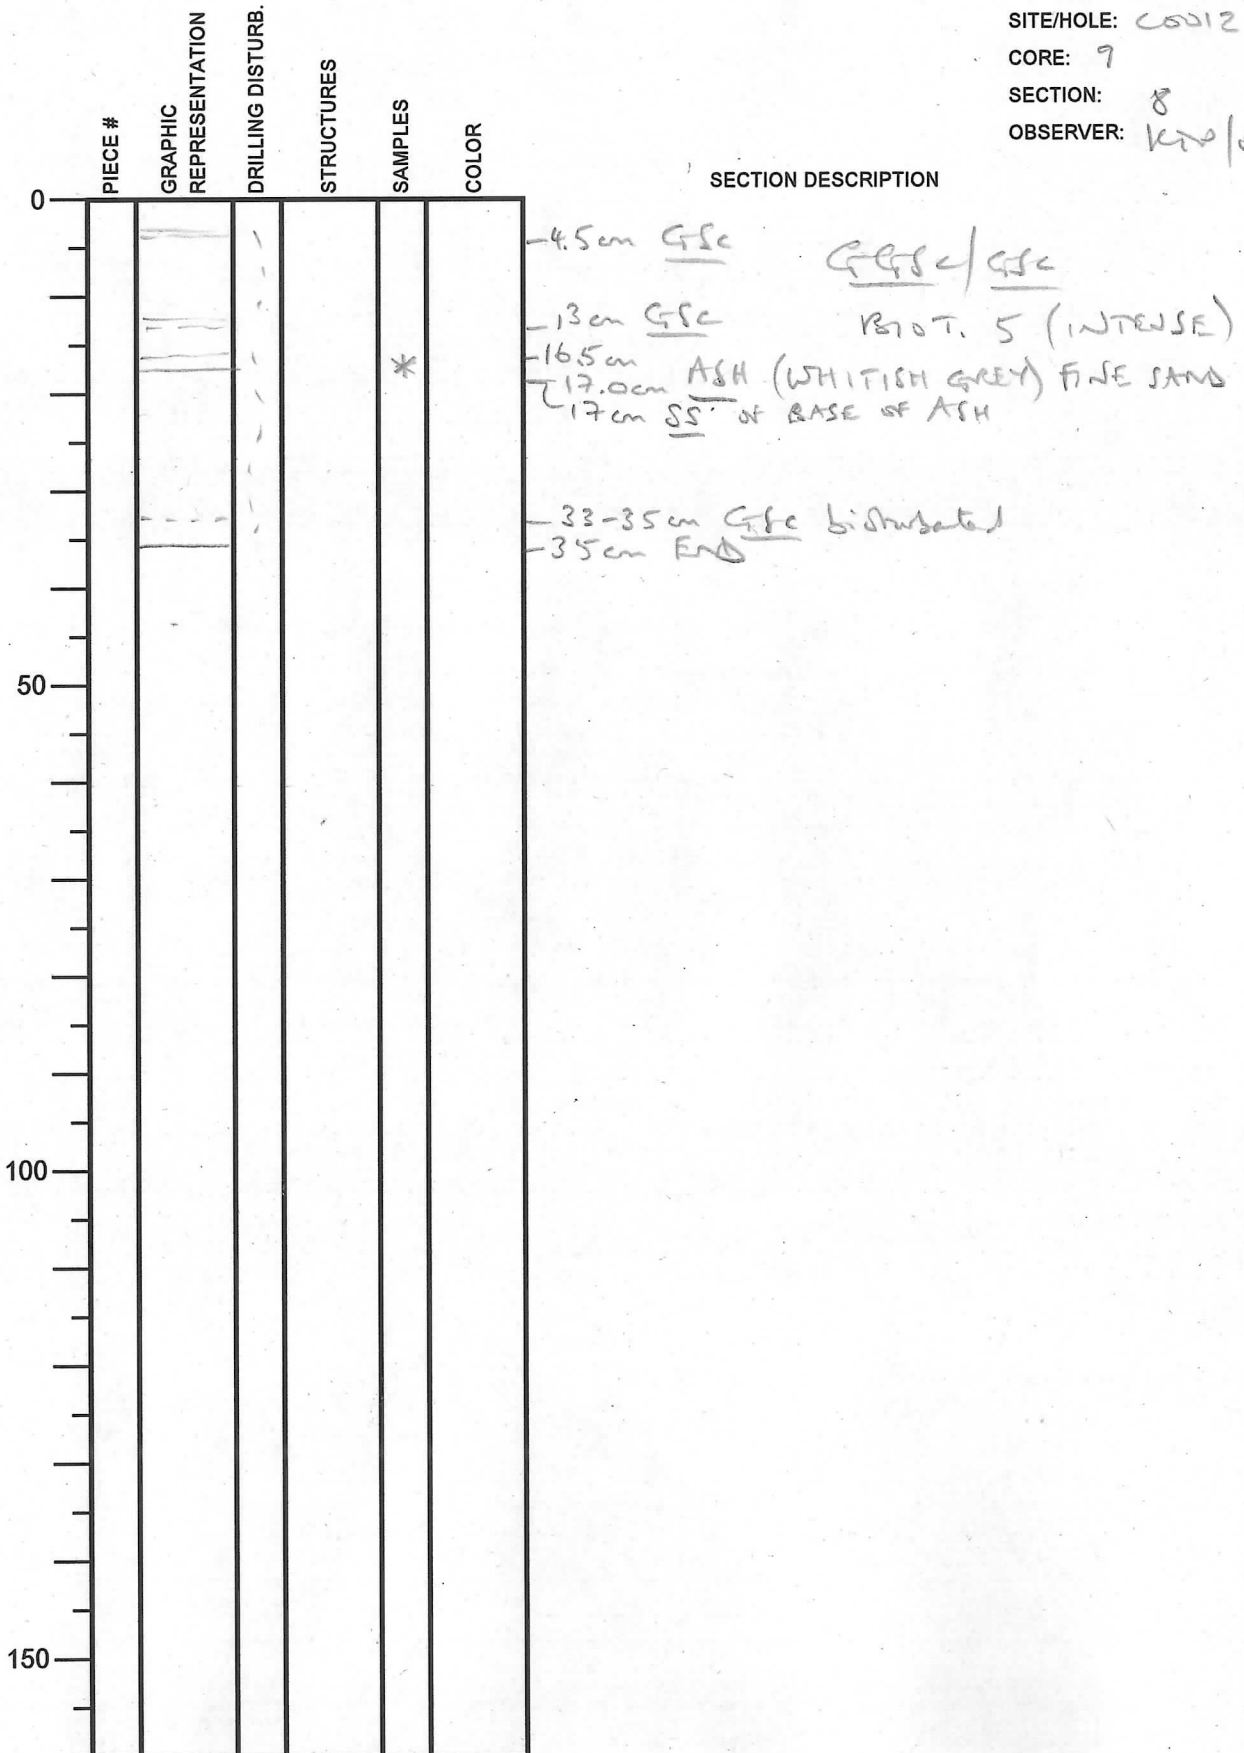 SITE/HOLE: C0012
CORE: 9
SECTION: 8
OBSERVER:
PIECE #
GRAPHIC REPRESENTATION
DRILLING DISTURB.
STRUCTURES
SAMPLES
COLOR
SECTION DESCRIPTION
0
-4.5cm GSc
GGSc/GSc
-13cm GSc
BIOT. 5 (INTENSE)
-16.5cm
*
17.0cm ASH (WHITISH GREY) FINE SAND
17cm SS OF BASE OF ASH
-33-35cm GSc bioturbated
-35cm END
50
100
150